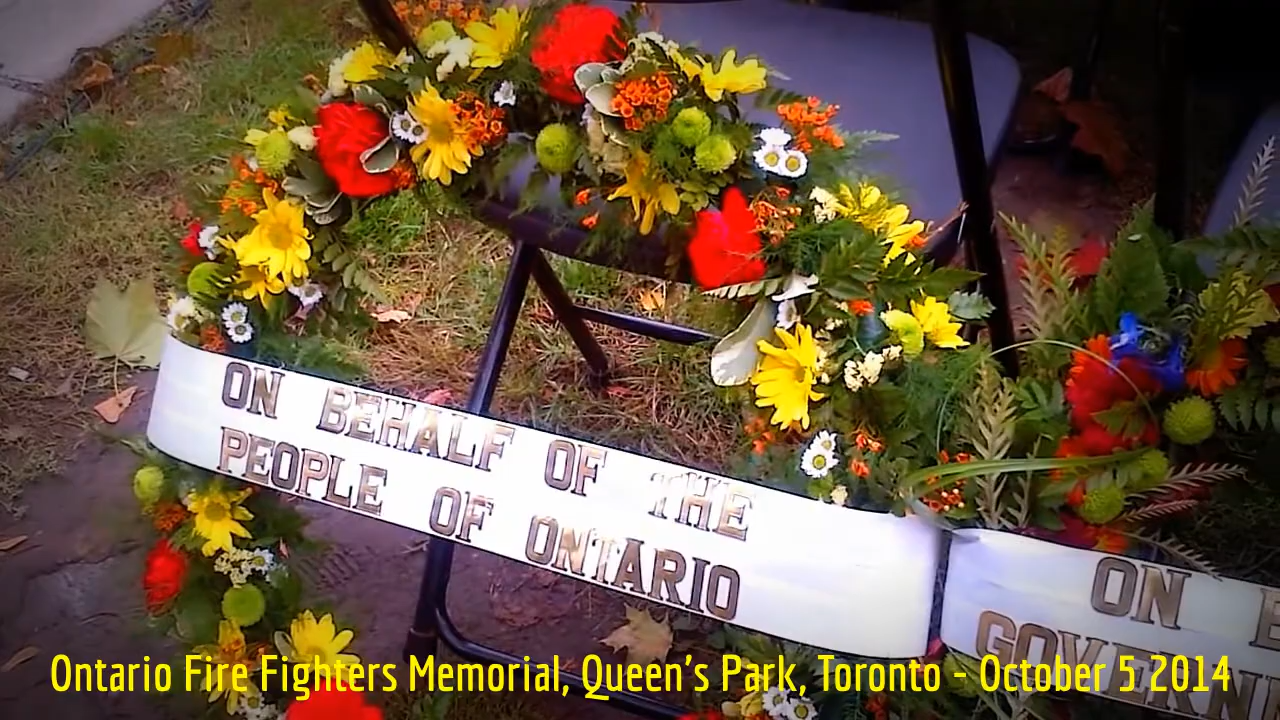 ON BEHALF OF THE
PEOPLE OF ONTARIO
ON
Ontario Fire Fighters Memorial, Queen's Park, Toronto - October 5 2014